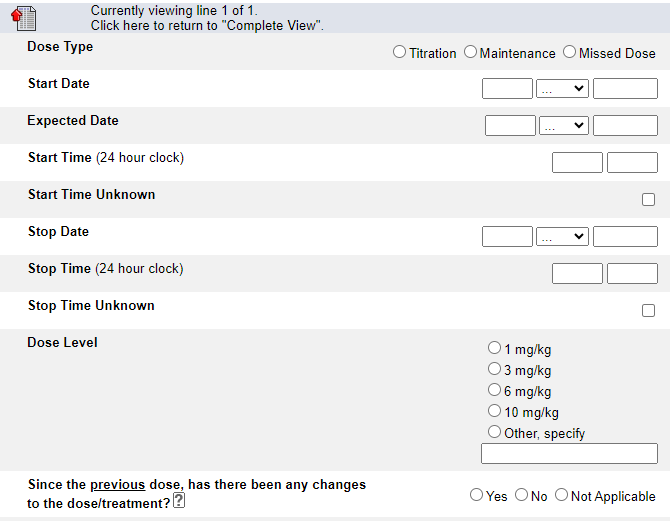 Currently viewing line 1 of 1.
Click here to return to "Complete View".
Dose Type
Titration Maintenance Missed Dose
Start Date
...
Expected Date
...
Start Time (24 hour clock)
Start Time Unknown
Stop Date
...
Stop Time (24 hour clock)
Stop Time Unknown
Dose Level
1 mg/kg
3 mg/kg
6 mg/kg
10 mg/kg
Other, specify
Since the previous dose, has there been any changes
to the dose/treatment? ?
Yes No Not Applicable